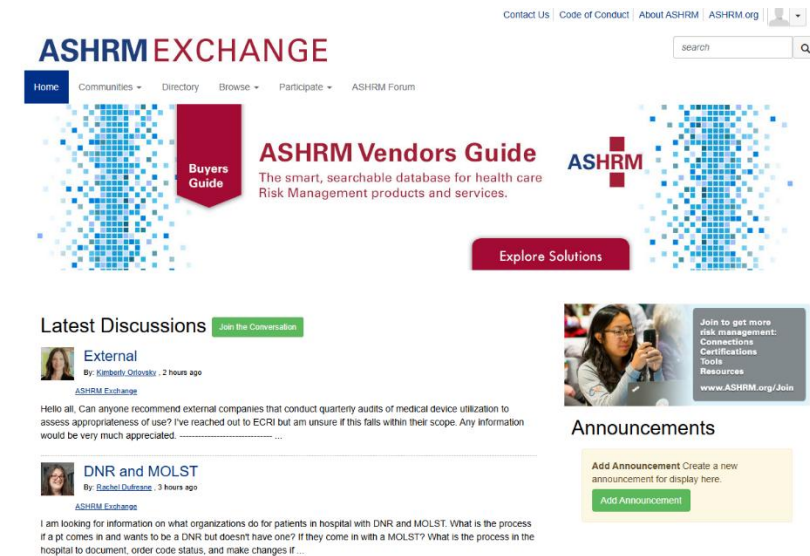 Contact Us Code of Conduct About ASHRM ASHRM.org
ASHRM EXCHANGE
search
Home Communities Directory Browse Participate ASHRM Forum
Buyers
Guide
ASHRM Vendors Guide
The smart, searchable database for health care
Risk Management products and services.
ASHRM
Explore Solutions
Latest Discussions Join the Conversation
External
By: Kimberly Orlovsky , 2 hours ago
ASHRM Exchange
Hello all, Can anyone recommend external companies that conduct quarterly audits of medical device utilization to
assess appropriateness of use? I've reached out to ECRI but am unsure if this falls within their scope. Any information
would be very much appreciated. ------------------------------ ...
DNR and MOLST
By: Rachel Dufresne , 3 hours ago
ASHRM Exchange
I am looking for information on what organizations do for patients in hospital with DNR and MOLST. What is the process
if a pt comes in and wants to be a DNR but doesn't have one? If they come in with a MOLST? What is the process in the
hospital to document, order code status, and make changes if ...
Join to get more
risk management:
Connections
Certifications
Tools
Resources
www.ASHRM.org/Join
Announcements
Add Announcement Create a new
announcement for display here.
Add Announcement